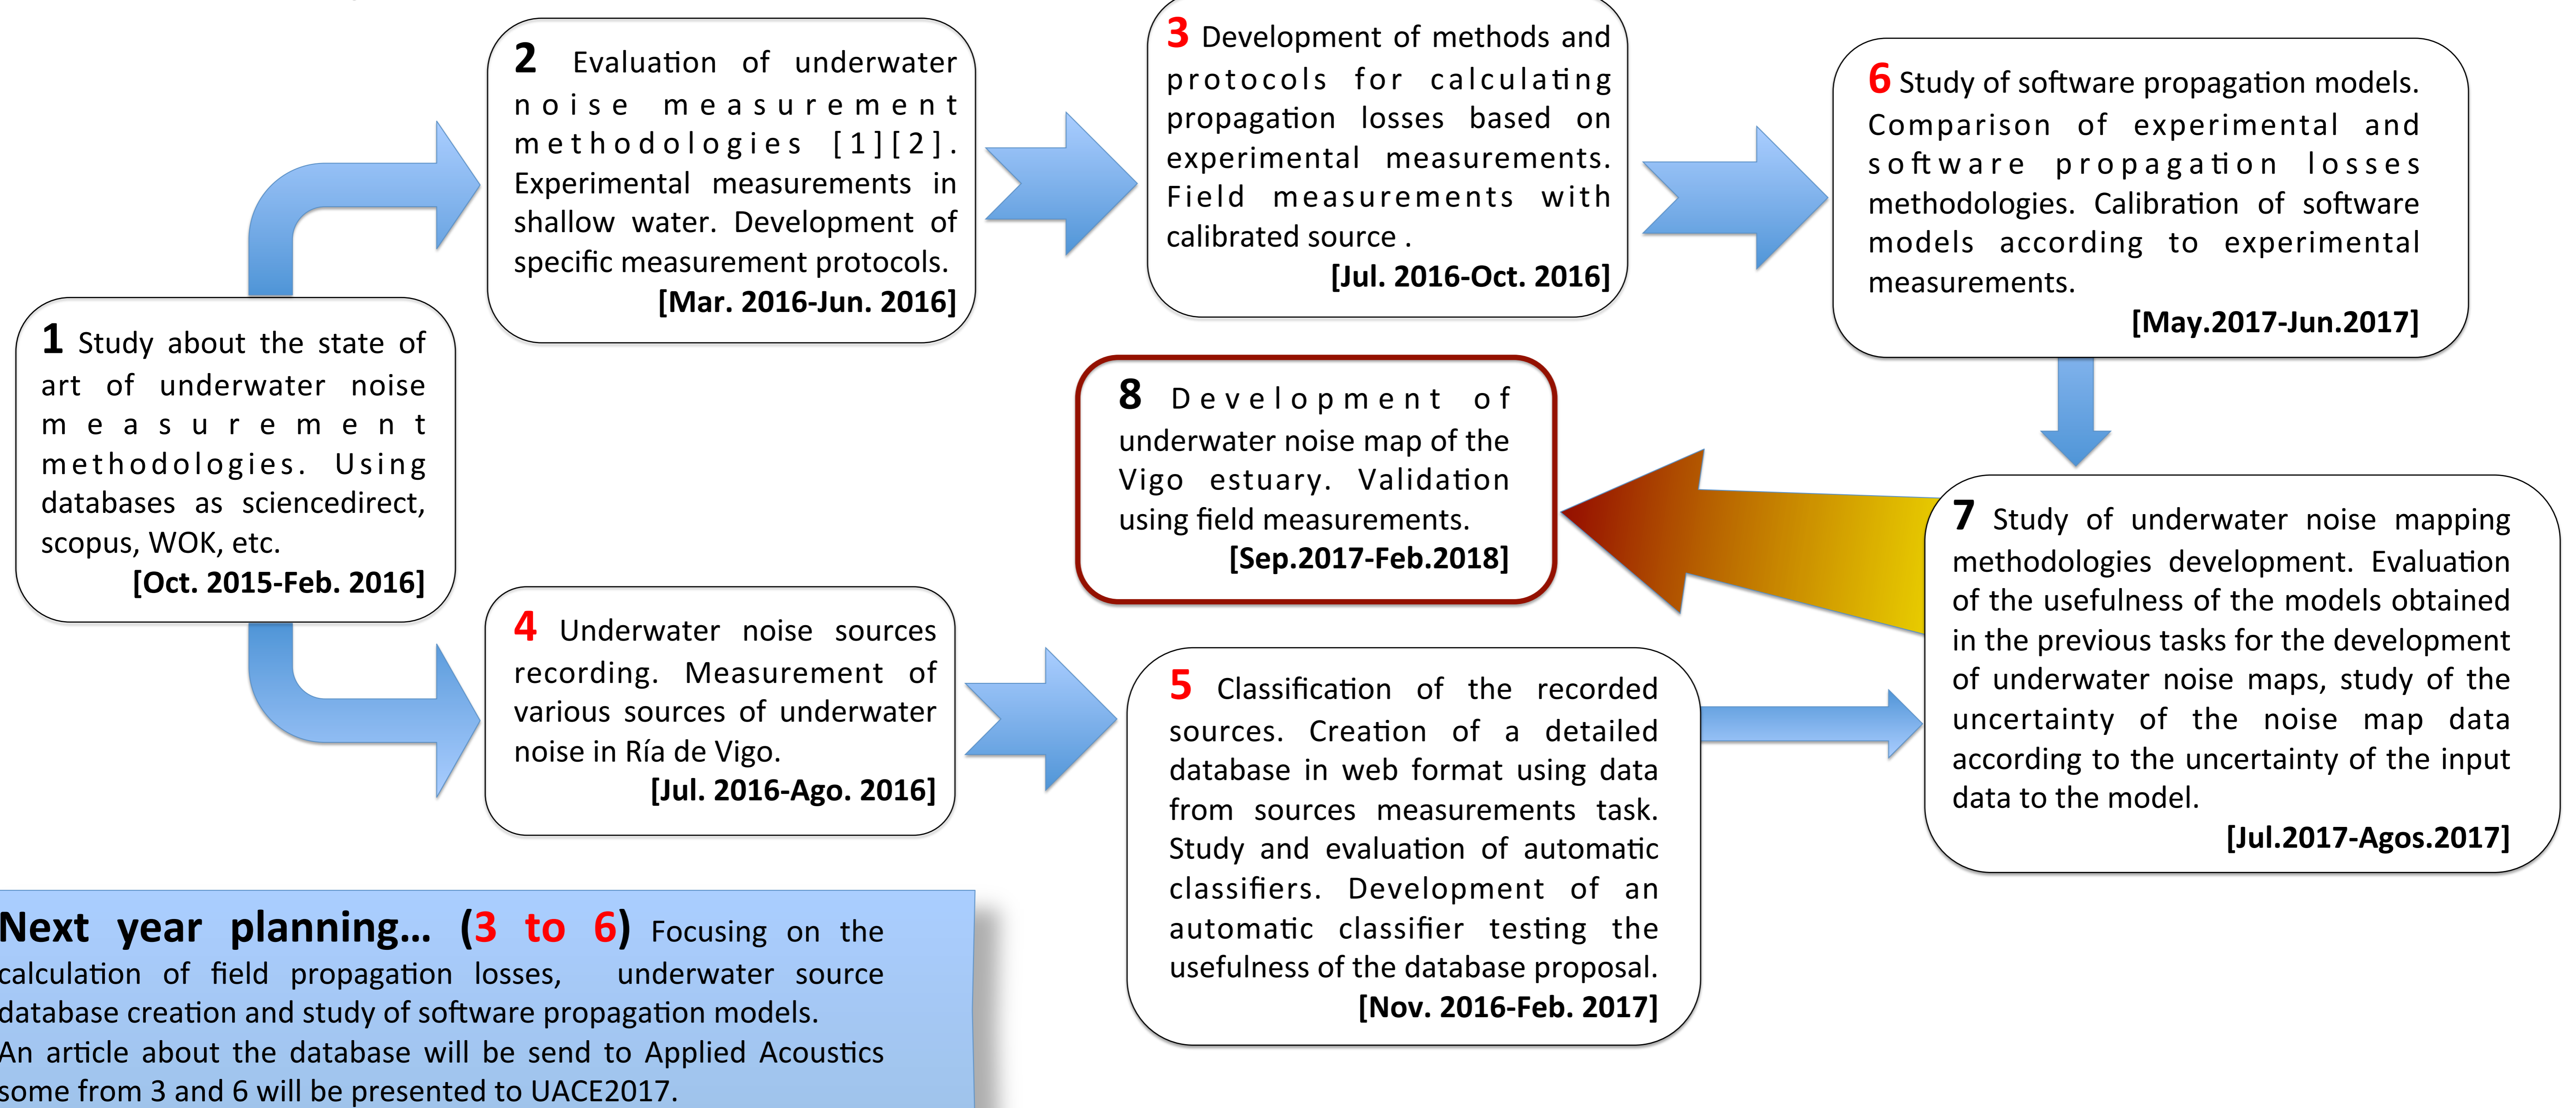 1 Study about the state of
art of underwater noise
measurement
methodologies. Using
databases as sciencedirect,
scopus, WOK, etc.
[Oct. 2015-Feb. 2016]
2 Evaluation of underwater
noise measurement
methodologies [1][2].
Experimental measurements in
shallow water. Development of
specific measurement protocols.
[Mar. 2016-Jun. 2016]
3 Development of methods and
protocols for calculating
propagation losses based on
experimental measurements.
Field measurements with
calibrated source .
[Jul. 2016-Oct. 2016]
4 Underwater noise sources
recording. Measurement of
various sources of underwater
noise in Ría de Vigo.
[Jul. 2016-Ago. 2016]
5 Classification of the recorded
sources. Creation of a detailed
database in web format using data
from sources measurements task.
Study and evaluation of automatic
classifiers. Development of an
automatic classifier testing the
usefulness of the database proposal.
[Nov. 2016-Feb. 2017]
6 Study of software propagation models.
Comparison of experimental and
software propagation losses
methodologies. Calibration of software
models according to experimental
measurements.
[May.2017-Jun.2017]
7 Study of underwater noise mapping
methodologies development. Evaluation
of the usefulness of the models obtained
in the previous tasks for the development
of underwater noise maps, study of the
uncertainty of the noise map data
according to the uncertainty of the input
data to the model.
[Jul.2017-Agos.2017]
8 Development of
underwater noise map of the
Vigo estuary. Validation
using field measurements.
[Sep.2017-Feb.2018]
Next year planning... (3 to 6) Focusing on the
calculation of field propagation losses, underwater source
database creation and study of software propagation models.
An article about the database will be send to Applied Acoustics
some from 3 and 6 will be presented to UACE2017.